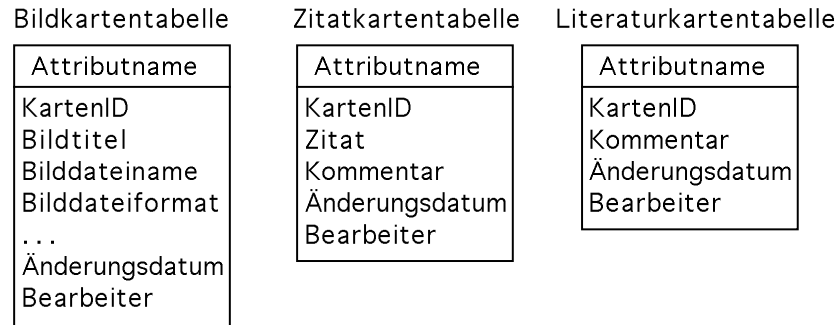 Bildkartentabelle
Attributname
KartenID
Bildtitel
Bilddateiname
Bilddateiformat
...
Änderungsdatum
Bearbeiter
Zitatkartentabelle
Attributname
KartenID
Zitat
Kommentar
Änderungsdatum
Bearbeiter
Literaturkartentabelle
Attributname
KartenID
Kommentar
Änderungsdatum
Bearbeiter